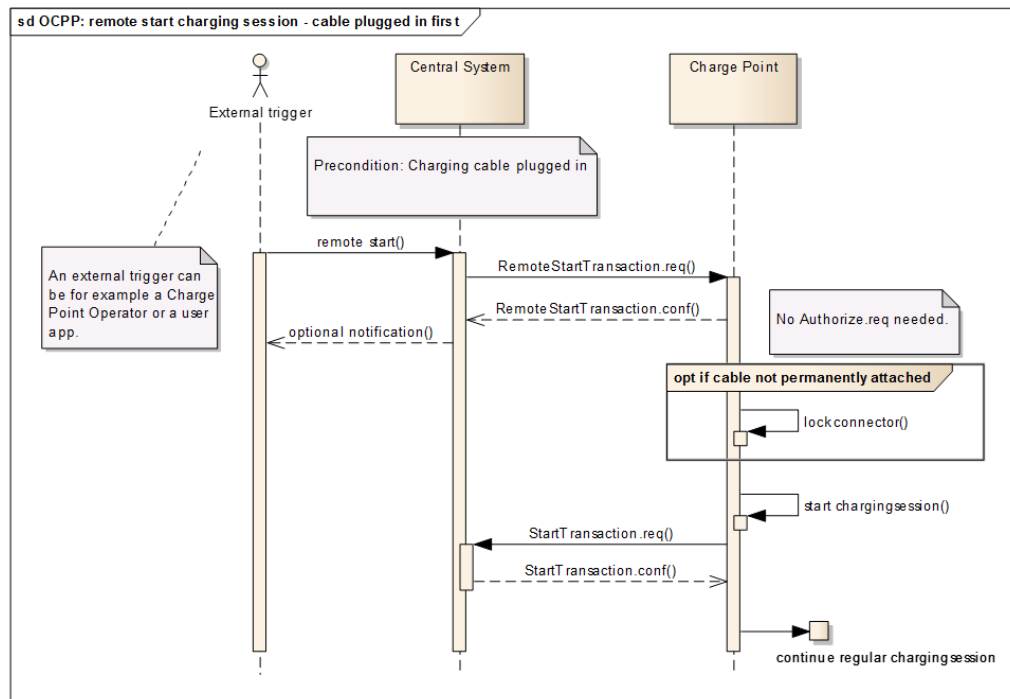 sd OCPP: remote start charging session - cable plugged in first
External trigger
Central System
Charge Point
Precondition: Charging cable plugged in
An external trigger can
be for example a Charge
Point Operator or a user
app.
remote start()
RemoteStartTransaction.req()
RemoteStartTransaction.conf()
optional notification()
No Authorize.req needed.
opt if cable not permanently attached
lock connector()
start chargingsession()
StartTransaction.req()
StartTransaction.conf()
continue regular chargingsession